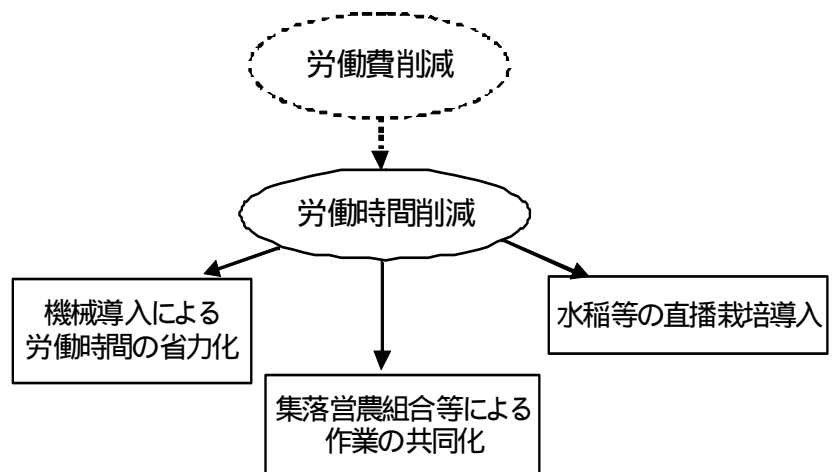 労働費削減
労働時間削減
機械導入による
労働時間の省力化
水稲等の直播栽培導入
集落営農組合等による
作業の共同化